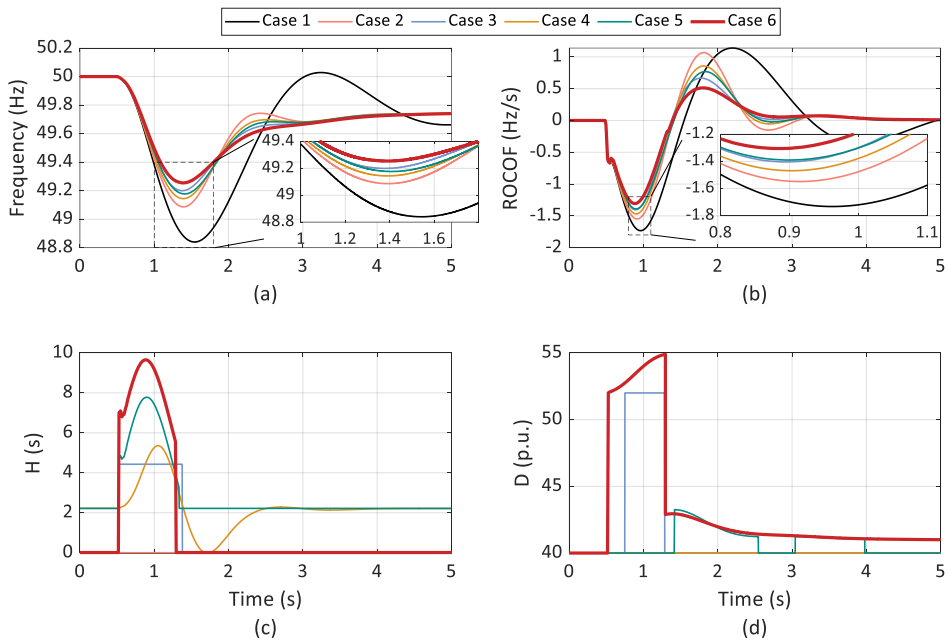 Case 1 Case 2 Case 3 Case 4 Case 5 Case 6
50.2
50
49.8
49.6
49.4
49.2
49
48.8
Frequency (Hz)
49.4
49.2
49
48.8
1 1.2 1.4 1.6
0 1 2 3 4 5
(a)
1
0.5
0
-0.5
-1
-1.5
-2
ROCOF (Hz/s)
-1.2
-1.4
-1.6
-1.8
0.8 0.9 1 1.1
0 1 2 3 4 5
(b)
10
8
6
4
2
0
H (s)
0 1 2 3 4 5
Time (s)
(c)
55
50
45
40
D (p.u.)
0 1 2 3 4 5
Time (s)
(d)